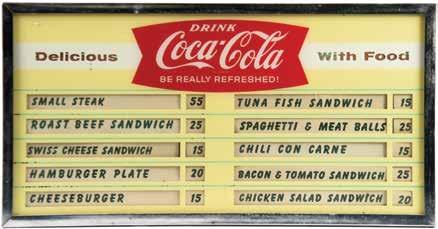 DRINK
Coca-Cola
Delicious With Food
BE REALLY REFRESHED!
SMALL STEAK 55
ROAST BEEF SANDWICH 25
SWISS CHEESE SANDWICH 15
HAMBURGER PLATE 20
CHEESEBURGER 15
TUNA FISH SANDWICH 15
SPAGHETTI & MEAT BALLS 25
CHILI CON CARNE 15
BACON & TOMATO SANDWICH 25
CHICKEN SALAD SANDWICH 20